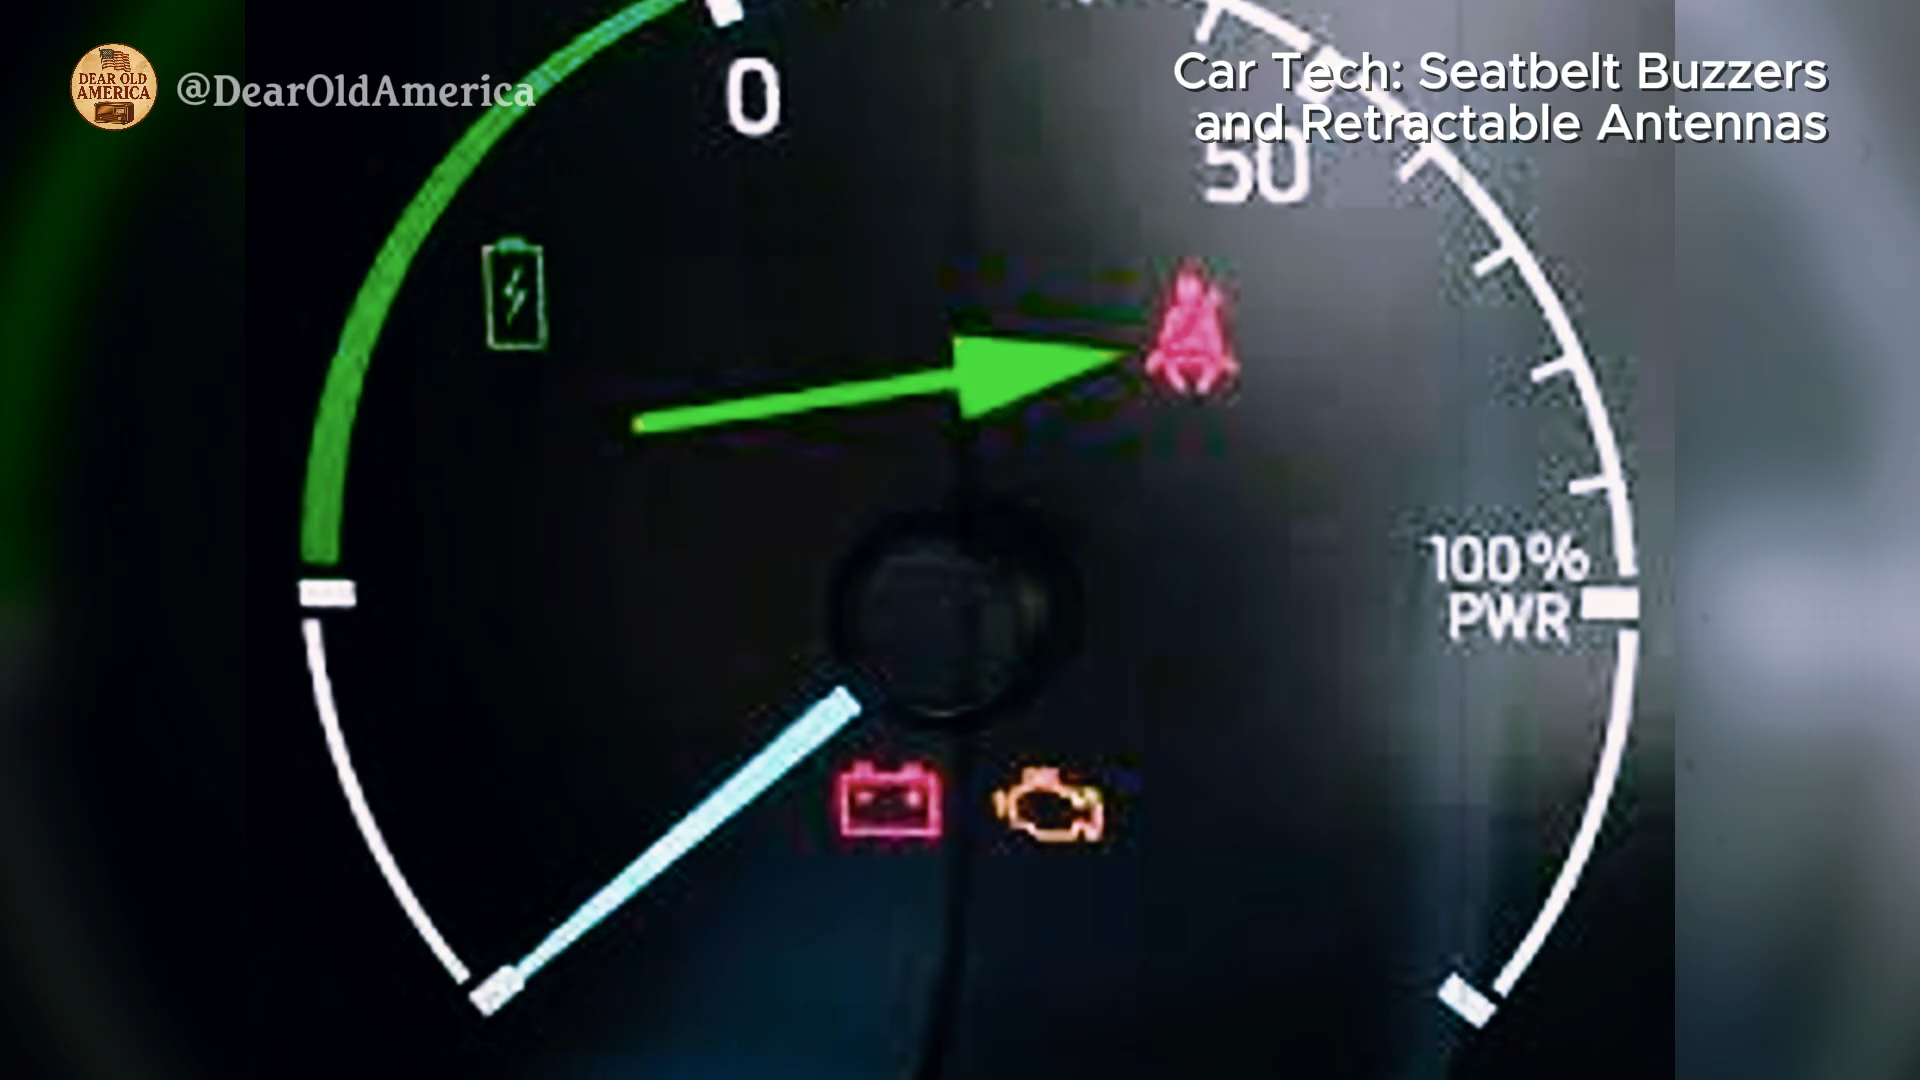 DEAR OLD
AMERICA
@DearOldAmerica
Car Tech: Seatbelt Buzzers
and Retractable Antennas
0
50
100%
PWR